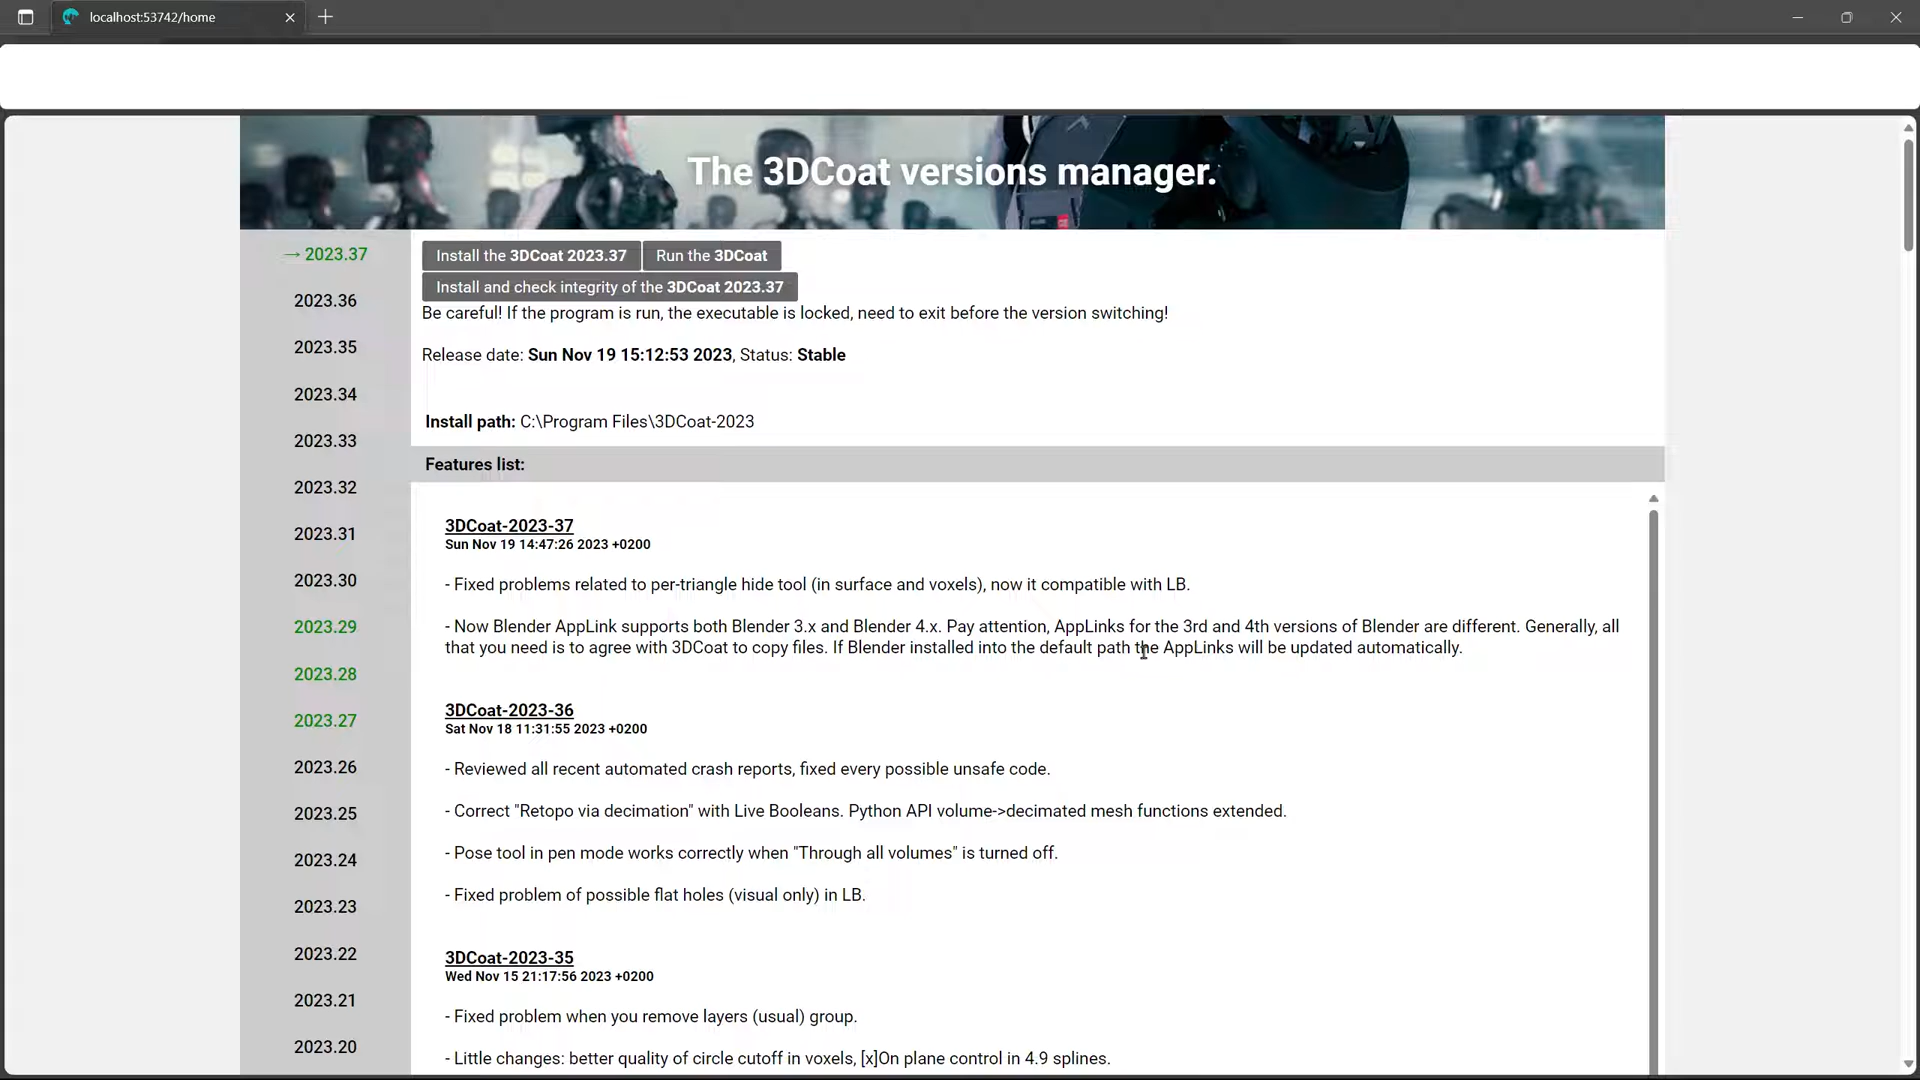 localhost:53742/home
The 3DCoat versions manager.
→ 2023.37
2023.36
2023.35
2023.34
2023.33
2023.32
2023.31
2023.30
2023.29
2023.28
2023.27
2023.26
2023.25
2023.24
2023.23
2023.22
2023.21
2023.20
Install the 3DCoat 2023.37
Run the 3DCoat
Install and check integrity of the 3DCoat 2023.37
Be careful! If the program is run, the executable is locked, need to exit before the version switching!
Release date: Sun Nov 19 15:12:53 2023, Status: Stable
Install path: C:\Program Files\3DCoat-2023
Features list:
3DCoat-2023-37
Sun Nov 19 14:47:26 2023 +0200
- Fixed problems related to per-triangle hide tool (in surface and voxels), now it compatible with LB.
- Now Blender AppLink supports both Blender 3.x and Blender 4.x. Pay attention, AppLinks for the 3rd and 4th versions of Blender are different. Generally, all
that you need is to agree with 3DCoat to copy files. If Blender installed into the default path the AppLinks will be updated automatically.
3DCoat-2023-36
Sat Nov 18 11:31:55 2023 +0200
- Reviewed all recent automated crash reports, fixed every possible unsafe code.
- Correct "Retopo via decimation" with Live Booleans. Python API volume->decimated mesh functions extended.
- Pose tool in pen mode works correctly when "Through all volumes" is turned off.
- Fixed problem of possible flat holes (visual only) in LB.
3DCoat-2023-35
Wed Nov 15 21:17:56 2023 +0200
- Fixed problem when you remove layers (usual) group.
- Little changes: better quality of circle cutoff in voxels, [x]On plane control in 4.9 splines.